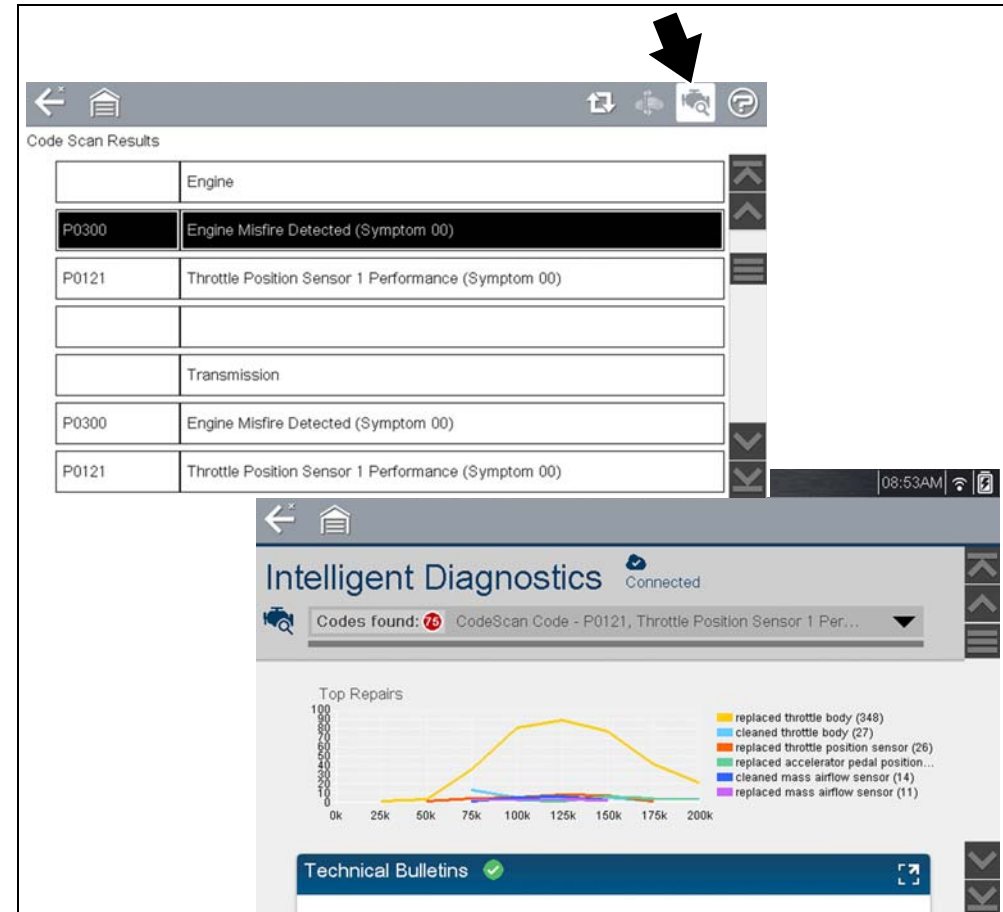 Code Scan Results
Engine
P0300 Engine Misfire Detected (Symptom 00)
P0121 Throttle Position Sensor 1 Performance (Symptom 00)
Transmission
P0300 Engine Misfire Detected (Symptom 00)
P0121 Throttle Position Sensor 1 Performance (Symptom 00)
08:53AM
Intelligent Diagnostics Connected
Codes found: 75 CodeScan Code - P0121, Throttle Position Sensor 1 Per...
Top Repairs
100
90
80
70
60
50
40
30
20
10
0
0k 25k 50k 75k 100k 125k 150k 175k 200k
replaced throttle body (348)
cleaned throttle body (27)
replaced throttle position sensor (26)
replaced accelerator pedal position...
cleaned mass airflow sensor (14)
replaced mass airflow sensor (11)
Technical Bulletins